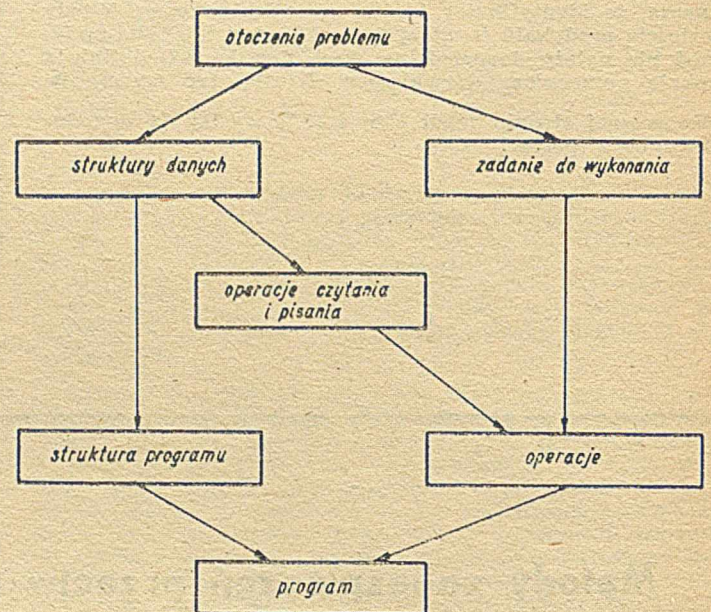 otoczenie problemu
struktury danych
zadanie do wykonania
operacje czytania
i pisania
struktura programu
operacje
program